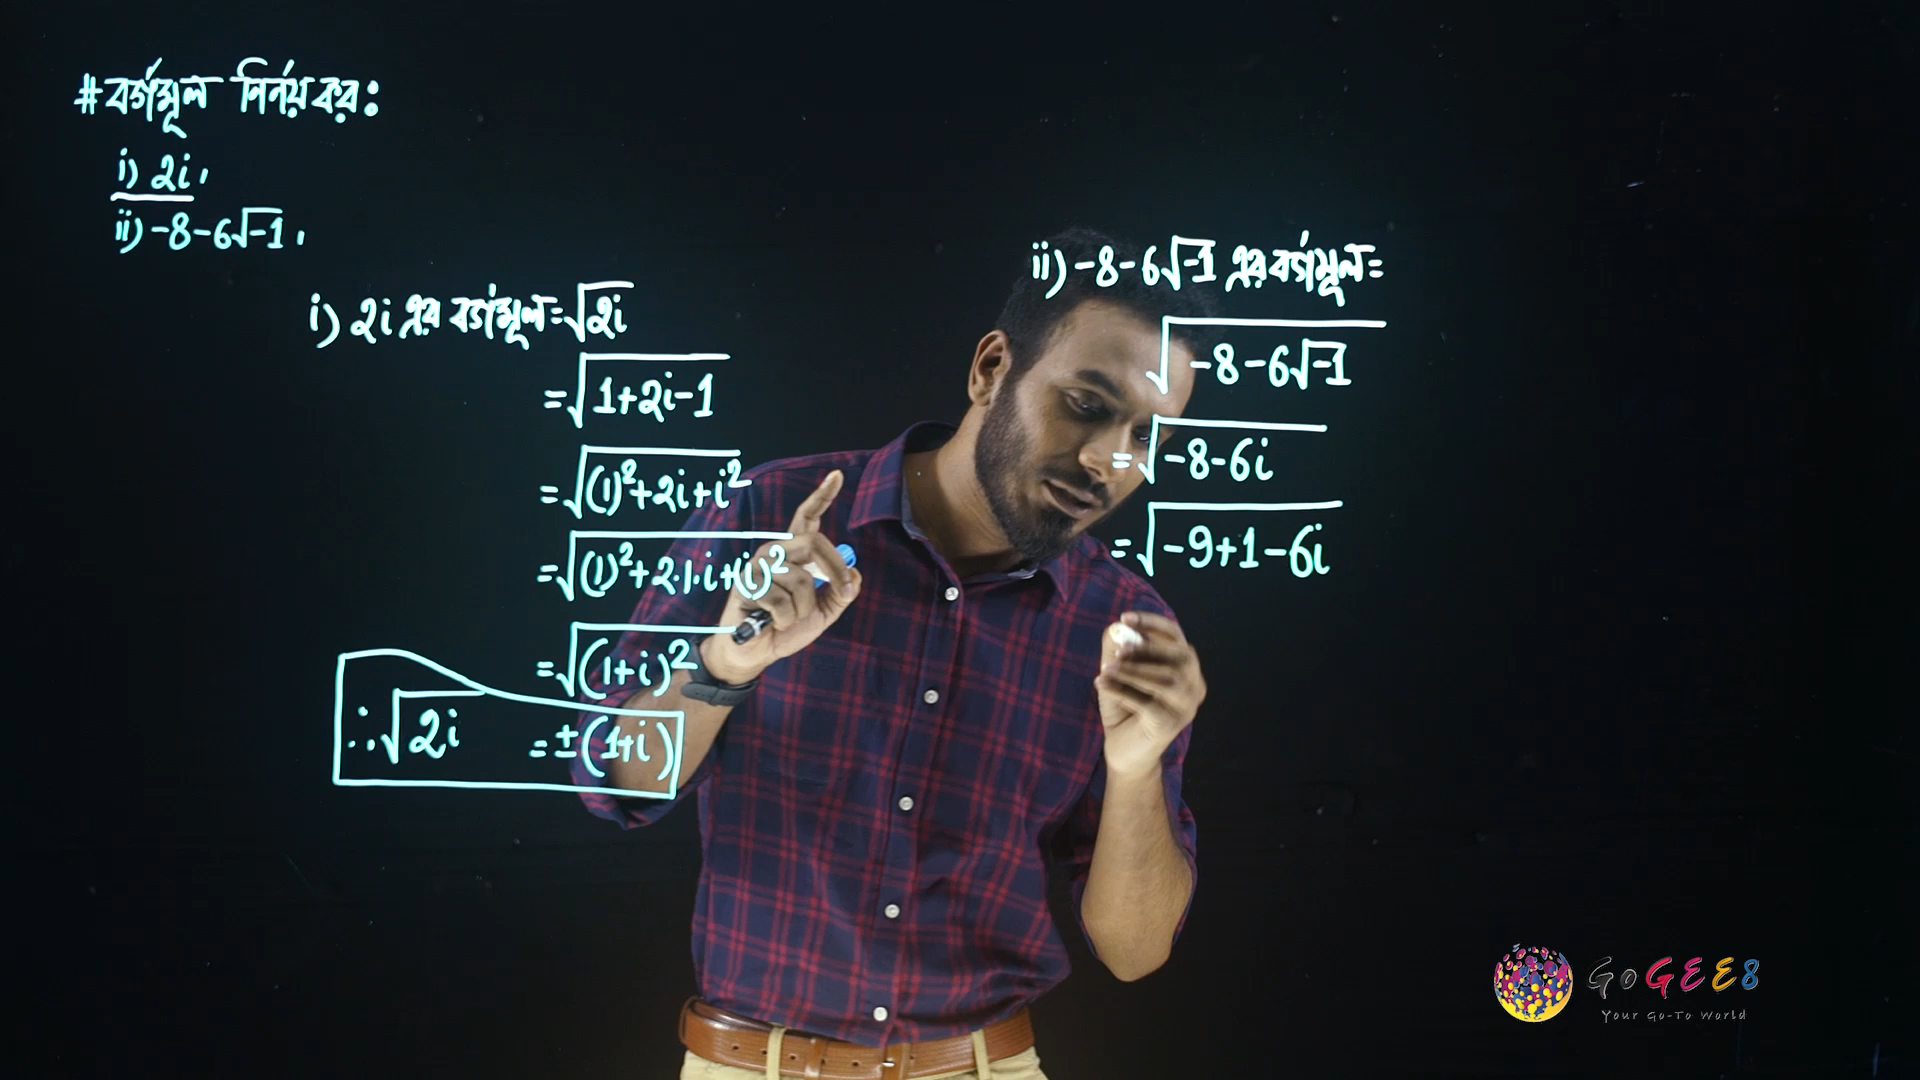 #বর্গমূল নির্নয় কর:
i) 2i,
ii) -8-6√-1,
i) 2i এর বর্গমূল=√2i
=√1+2i-1
=√(1)²+2i+i²
=√(1)²+2.1.i+(i)²
=√(1+i)²
∴√2i =±(1+i)
ii) -8-6√-1 এর বর্গমূল=
√-8-6√-1
=√-8-6i
=√-9+1-6i
GoGEE8
Your Go-To World